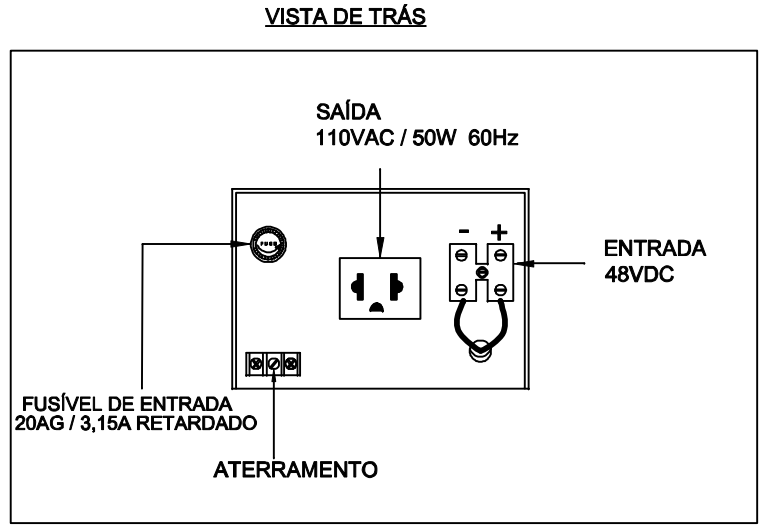 VISTA DE TRÁS
SAÍDA
110VAC / 50W 60Hz
FUSE
- +
ENTRADA
48VDC
FUSÍVEL DE ENTRADA
20AG / 3,15A RETARDADO
ATERRAMENTO